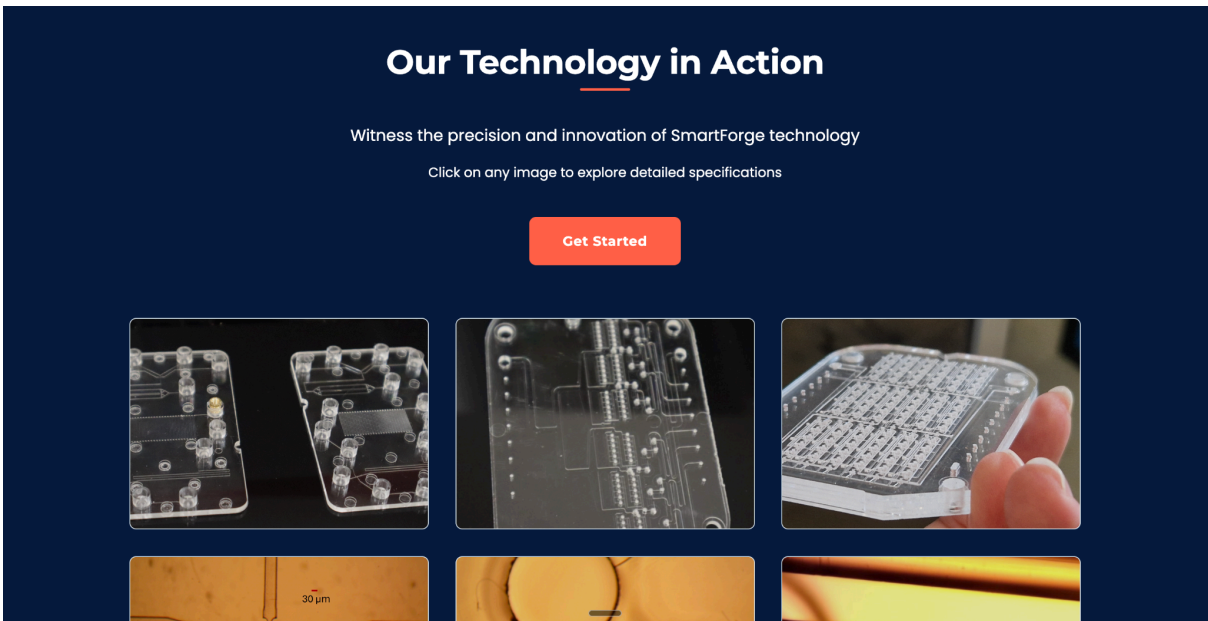 Our Technology in Action
Witness the precision and innovation of SmartForge technology
Click on any image to explore detailed specifications
Get Started
30 µm